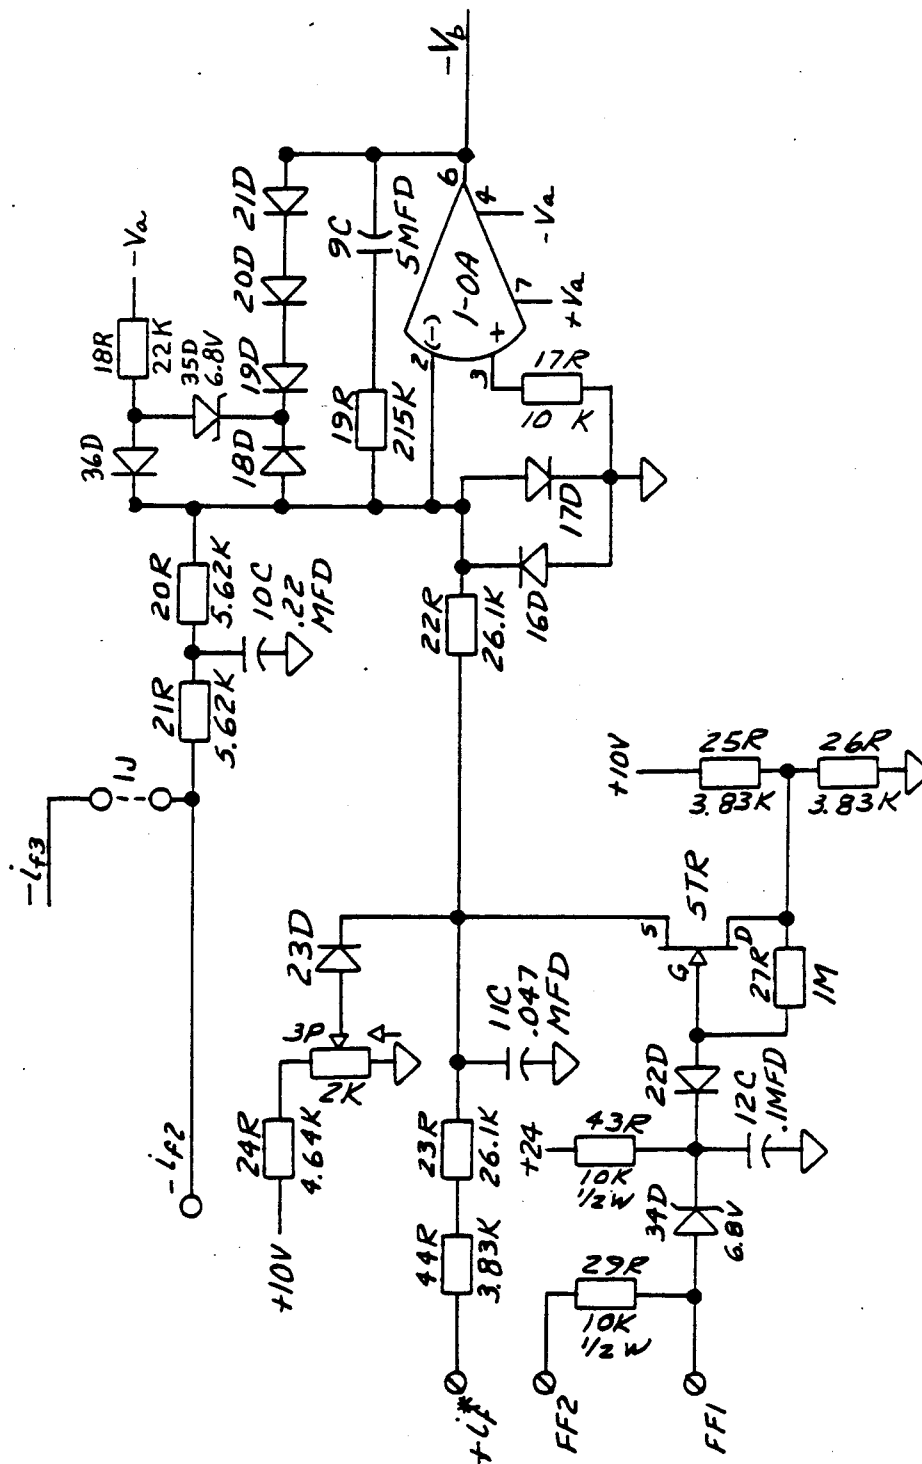 -if3
1J
-if2
21R
5.62K
10C
.22
MFD
20R
5.62K
36D
18R
22K
-Va
35D
6.8V
18D
19D
20D
21D
19R
215K
9C
5MFD
-Vb
2
(-)
3
+
1-OA
6
4
-Va
7
+Va
17R
10 K
17D
16D
22R
26.1K
+10V
24R
4.64K
3P
2K
23D
+if*
44R
3.83K
23R
26.1K
11C
.047
MFD
FF2
FF1
29R
10K
1/2 W
34D
6.8V
+24
43R
10K
1/2 W
22D
12C
.1MFD
G
S
D
5TR
27R
1M
+10V
25R
3.83K
26R
3.83K